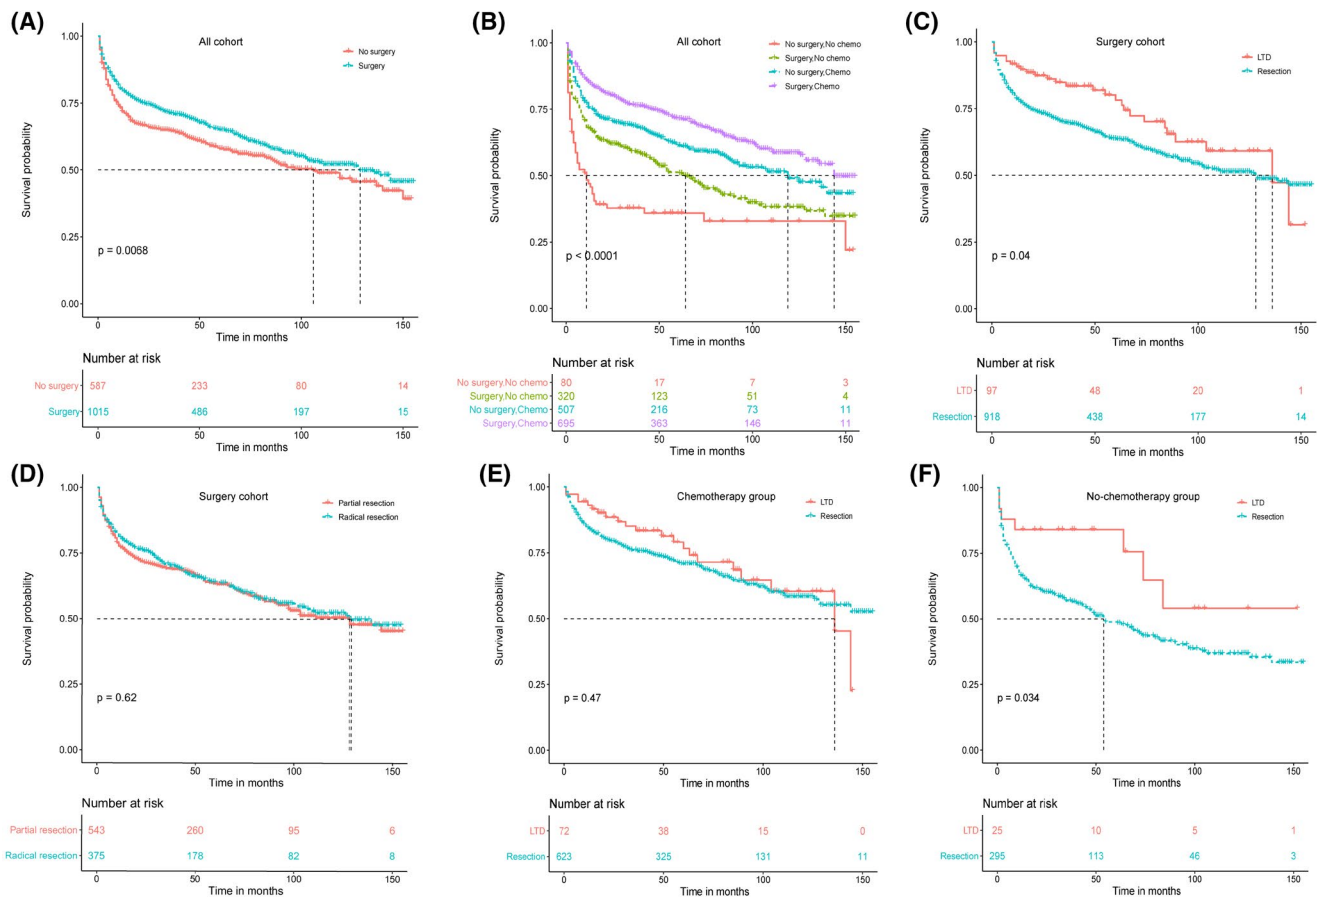 (A)
All cohort
No surgery
Surgery
Survival probability
1.00
0.75
0.50
0.25
0.00
p = 0.0068
0 50 100 150
Time in months
Number at risk
No surgery 587 233 80 14
Surgery 1015 486 197 15
0 50 100 150
Time in months
(B)
All cohort
No surgery,No chemo
Surgery,No chemo
No surgery,Chemo
Surgery,Chemo
Survival probability
1.00
0.75
0.50
0.25
0.00
p < 0.0001
0 50 100 150
Time in months
Number at risk
No surgery,No chemo 80 17 7 3
Surgery,No chemo 320 123 51 4
No surgery,Chemo 507 216 73 11
Surgery,Chemo 695 363 146 11
0 50 100 150
Time in months
(C)
Surgery cohort
LTD
Resection
Survival probability
1.00
0.75
0.50
0.25
0.00
p = 0.04
0 50 100 150
Time in months
Number at risk
LTD 97 48 20 1
Resection 918 438 177 14
0 50 100 150
Time in months
(D)
Surgery cohort
Partial resection
Radical resection
Survival probability
1.00
0.75
0.50
0.25
0.00
p = 0.62
0 50 100 150
Time in months
Number at risk
Partial resection 543 260 95 6
Radical resection 375 178 82 8
0 50 100 150
Time in months
(E)
Chemotherapy group
LTD
Resection
Survival probability
1.00
0.75
0.50
0.25
0.00
p = 0.47
0 50 100 150
Time in months
Number at risk
LTD 72 38 15 0
Resection 623 325 131 11
0 50 100 150
Time in months
(F)
No-chemotherapy group
LTD
Resection
Survival probability
1.00
0.75
0.50
0.25
0.00
p = 0.034
0 50 100 150
Time in months
Number at risk
LTD 25 10 5 1
Resection 295 113 46 3
0 50 100 150
Time in months